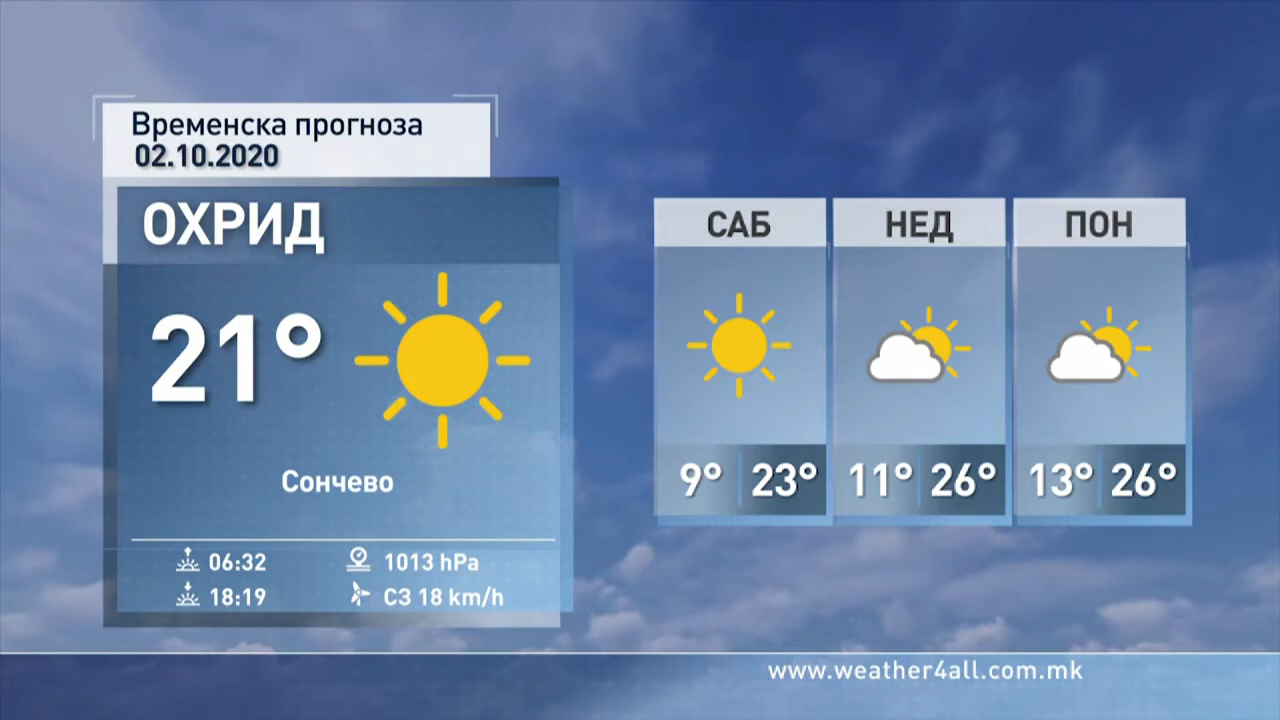 Временска прогноза
02.10.2020
ОХРИД
21°
Сончево
06:32
1013 hPa
18:19
СЗ 18 km/h
САБ
НЕД
ПОН
9° 23°
11° 26°
13° 26°
www.weather4all.com.mk